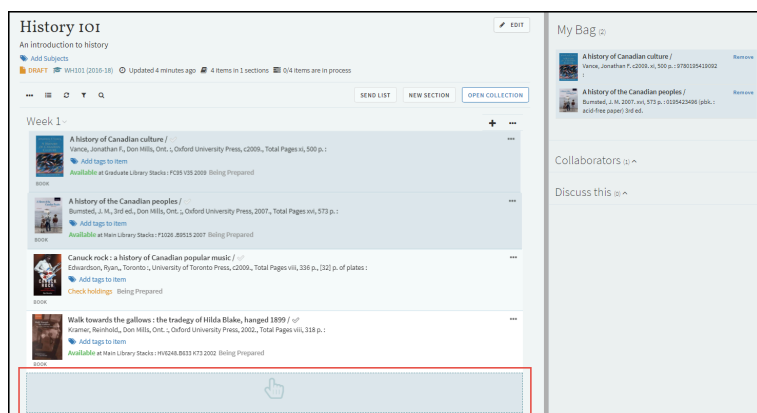 History 101
EDIT
An introduction to history
Add Subjects
DRAFT WH101 (2016-18) Updated 4 minutes ago 4 items in 1 sections 0/4 items are in process
SEND LIST NEW SECTION OPEN COLLECTION
Week 1
A history of Canadian culture /
Vance, Jonathan F., Don Mills, Ont. :, Oxford University Press, c2009., Total Pages xi, 500 p. :
Add tags to item
Available at Graduate Library Stacks : FC95 V35 2009 Being Prepared
BOOK
A history of the Canadian peoples /
Bumsted, J. M., 3rd ed., Don Mills, Ont. :, Oxford University Press, 2007., Total Pages xvi, 573 p. :
Add tags to item
Available at Main Library Stacks : F1026 .B9515 2007 Being Prepared
BOOK
Canuck rock : a history of Canadian popular music /
Edwardson, Ryan,, Toronto :, University of Toronto Press, c2009., Total Pages viii, 336 p., [32] p. of plates :
Add tags to item
Check holdings Being Prepared
BOOK
Walk towards the gallows : the tradegy of Hilda Blake, hanged 1899 /
Kramer, Reinhold,, Don Mills, Ont. :, Oxford University Press, 2002., Total Pages viii, 318 p. :
Add tags to item
Available at Main Library Stacks : HV6248.B633 K73 2002 Being Prepared
BOOK
My Bag (2)
A history of Canadian culture / Remove
Vance, Jonathan F. c2009. xi, 500 p. : 9780195419092
:
A history of the Canadian peoples / Remove
Bumsted, J. M. 2007. xvi, 573 p. : 0195423496 (pbk. :
acid-free paper) 3rd ed.
Collaborators (1)
Discuss this (0)